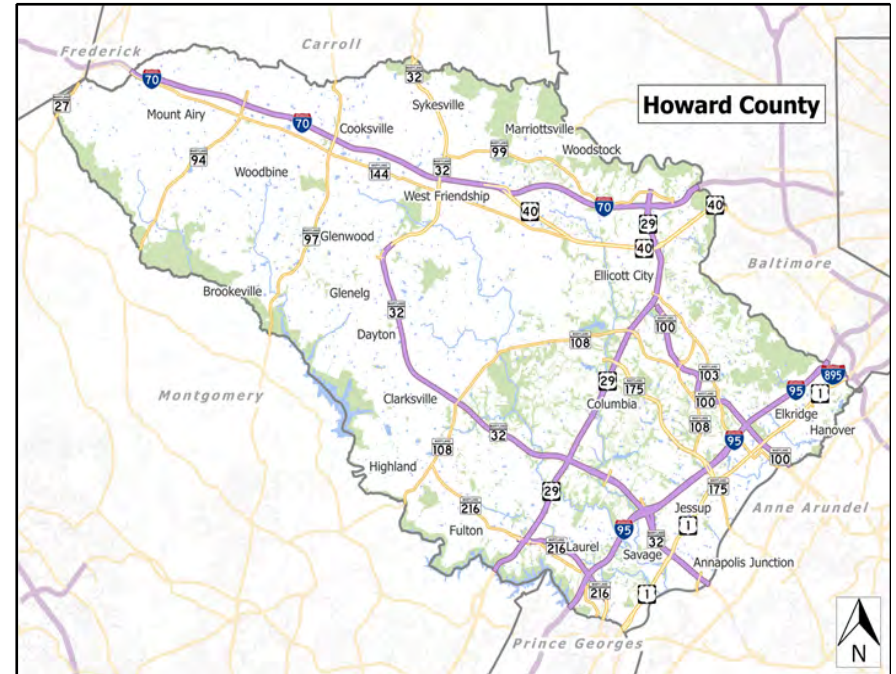 Carroll
Frederick
70
32
Howard County
27
Mount Airy
Sykesville
70
Cooksville
Marriottsville
94
99
Woodstock
Woodbine
144
32
West Friendship
70
40
40
29
97
Glenwood
40
Baltimore
Ellicott City
Brookeville
Glenelg
32
100
Dayton
108
103
895
29
175
95
1
Montgomery
Clarksville
Columbia
100
Elkridge
108
Hanover
32
95
108
100
Highland
29
175
216
Jessup
Anne Arundel
Fulton
95
1
216
Laurel
Savage
32
Annapolis Junction
216
1
Prince Georges
N